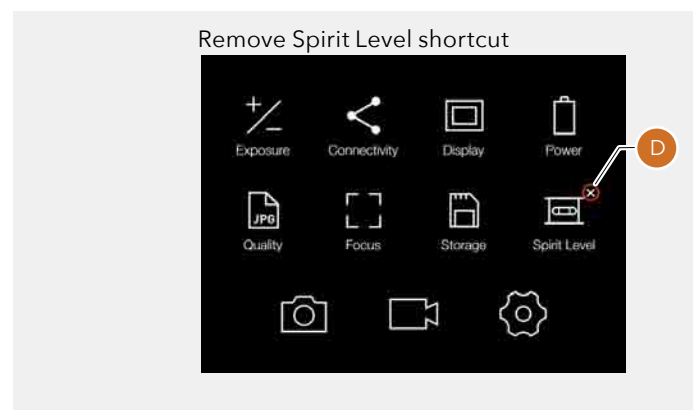 Remove Spirit Level shortcut
Exposure Connectivity Display Power
D
JPG
Quality Focus Storage Spirit Level